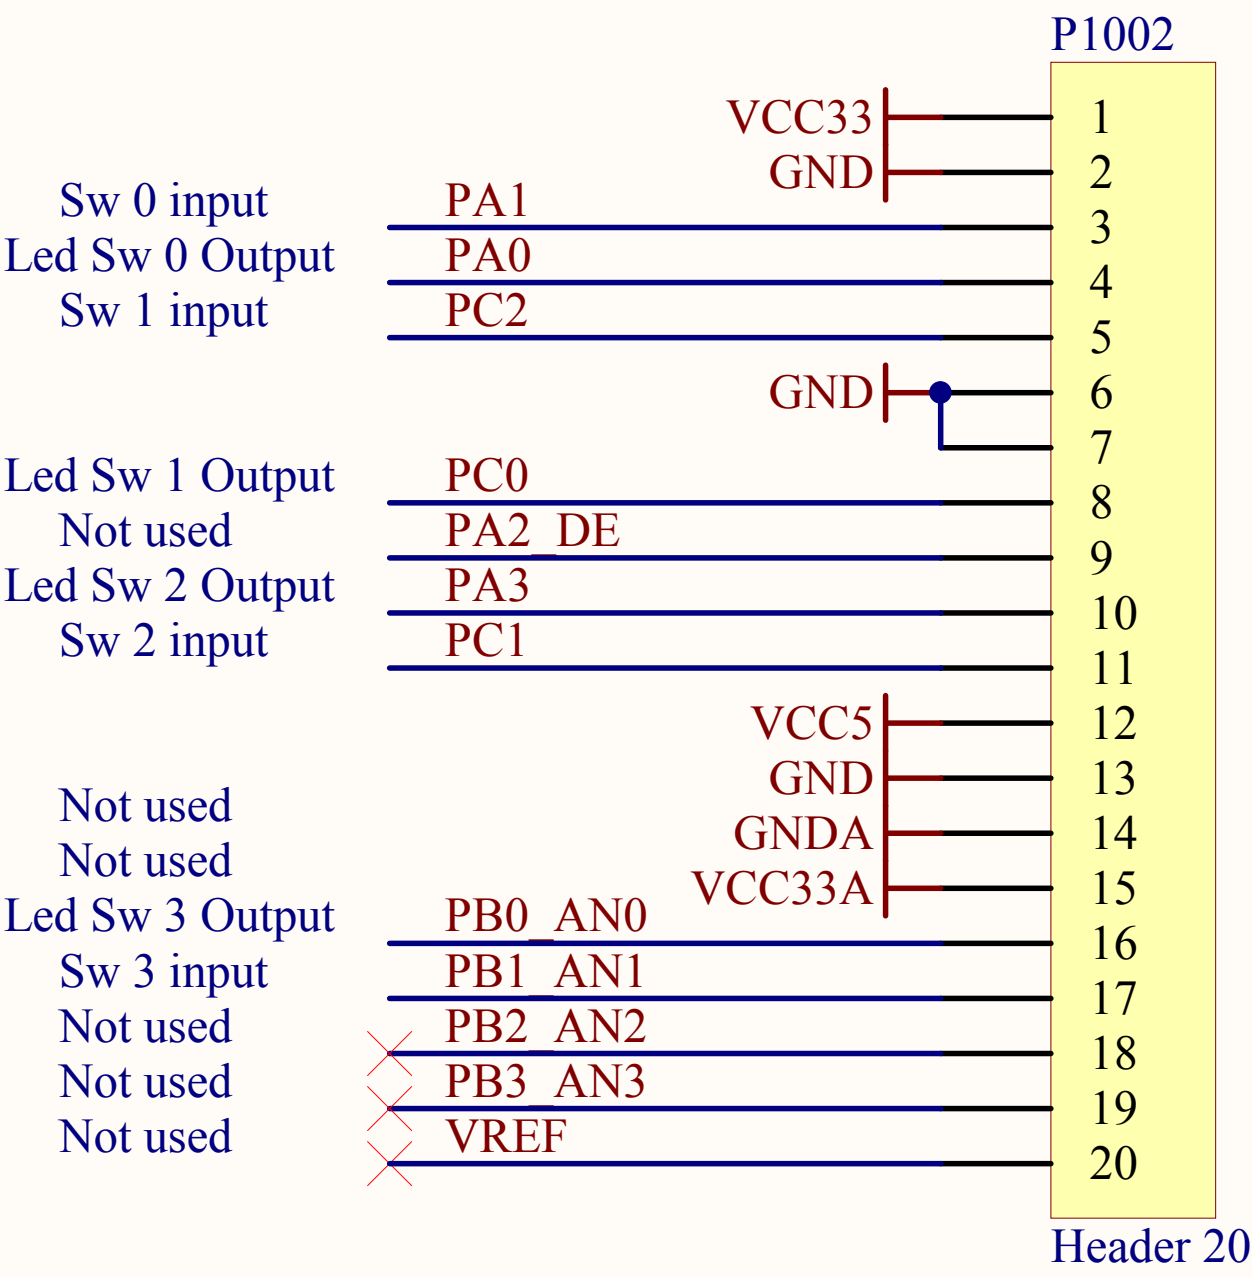 P1002
VCC33 1
GND 2
Sw 0 input PA1 3
Led Sw 0 Output PA0 4
Sw 1 input PC2 5
GND 6
7
Led Sw 1 Output PC0 8
Not used PA2_DE 9
Led Sw 2 Output PA3 10
Sw 2 input PC1 11
VCC5 12
GND 13
Not used GNDA 14
Not used VCC33A 15
Led Sw 3 Output PB0_AN0 16
Sw 3 input PB1_AN1 17
Not used PB2_AN2 18
Not used PB3_AN3 19
Not used VREF 20
Header 20